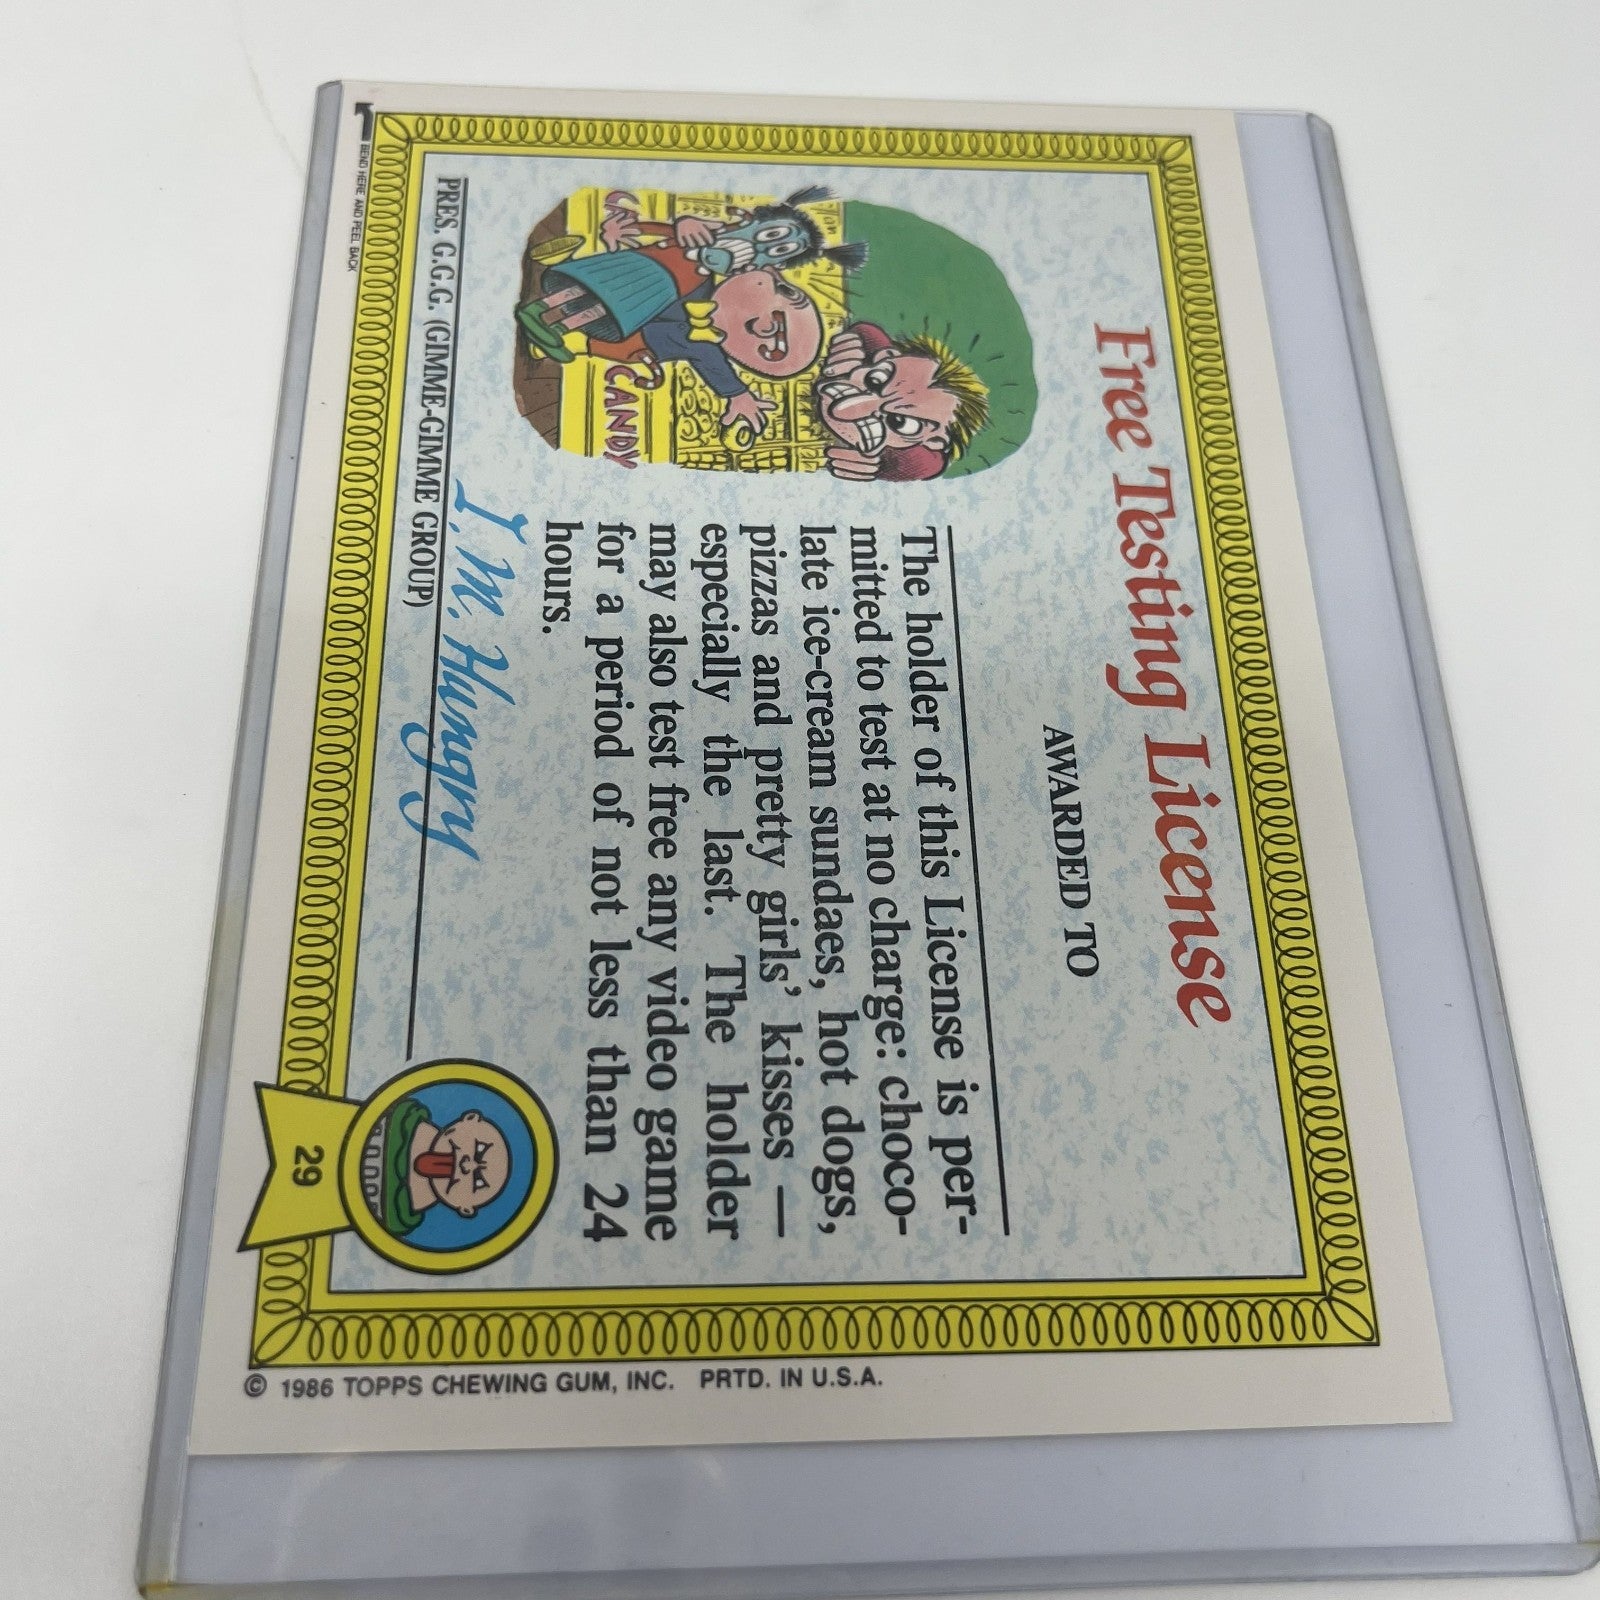 Free Testing License
AWARDED TO
The holder of this License is per-
mitted to test at no charge: choco-
late ice-cream sundaes, hot dogs,
pizzas and pretty girls' kisses —
especially the last. The holder
may also test free any video game
for a period of not less than 24
hours.
CANDY
I. M. Hungry
PRES. G.G.G. (GIMME-GIMME GROUP)
29
BEND HERE AND PEEL BACK
© 1986 TOPPS CHEWING GUM, INC. PRTD. IN U.S.A.